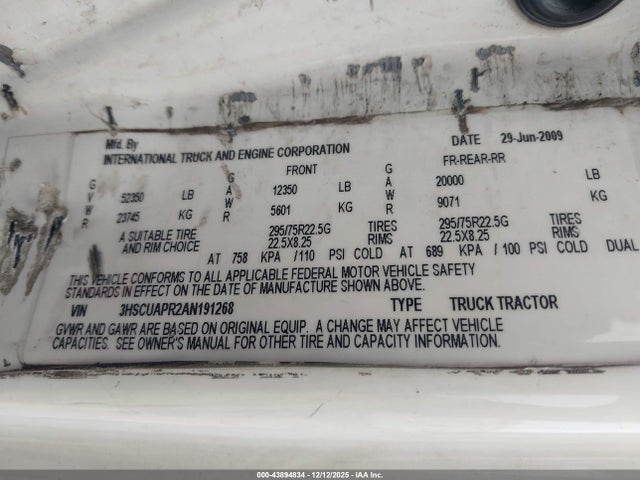 Mfd. By
INTERNATIONAL TRUCK AND ENGINE CORPORATION
DATE 29-Jun-2009
FRONT FR-REAR-RR
G V W R 52350 LB 23745 KG
G A W R 12350 LB 5601 KG
G A W R 20000 LB 9071 KG
A SUITABLE TIRE AND RIM CHOICE
295/75R22.5G TIRES 295/75R22.5G TIRES
22.5X8.25 RIMS 22.5X8.25 RIMS
AT 758 KPA /110 PSI COLD AT 689 KPA /100 PSI COLD DUAL
THIS VEHICLE CONFORMS TO ALL APPLICABLE FEDERAL MOTOR VEHICLE SAFETY
STANDARDS IN EFFECT ON THE DATE OF MANUFACTURE SHOWN ABOVE.
VIN 3HSCUAPR2AN191268 TYPE TRUCK TRACTOR
GVWR AND GAWR ARE BASED ON ORIGINAL EQUIP. A CHANGE MAY AFFECT VEHICLE
CAPACITIES. SEE OWNER'S MANUAL FOR OTHER TIRE AND CAPACITY INFORMATION.
000-43894834 - 12/12/2025 - IAA Inc.